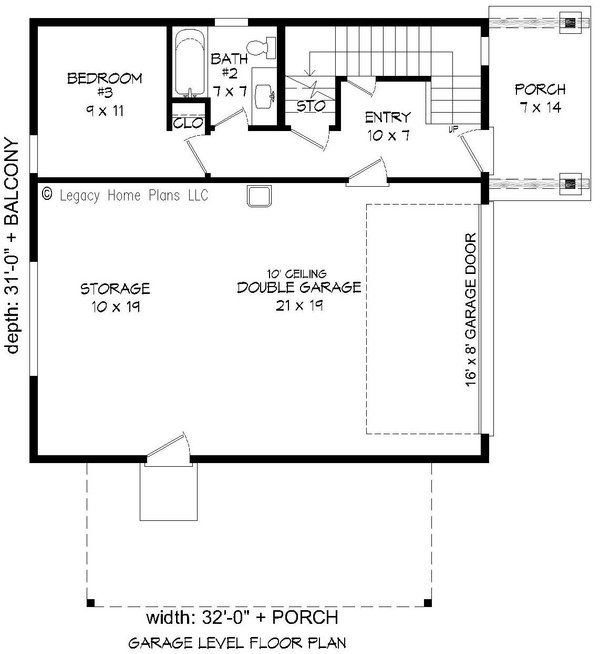 BEDROOM
#3
9 x 11
BATH
#2
7 x 7
CLO
STO
ENTRY
10 x 7
UP
PORCH
7 x 14
© Legacy Home Plans LLC
depth: 31'-0" + BALCONY
STORAGE
10 x 19
10' CEILING
DOUBLE GARAGE
21 x 19
16' x 8' GARAGE DOOR
width: 32'-0" + PORCH
GARAGE LEVEL FLOOR PLAN